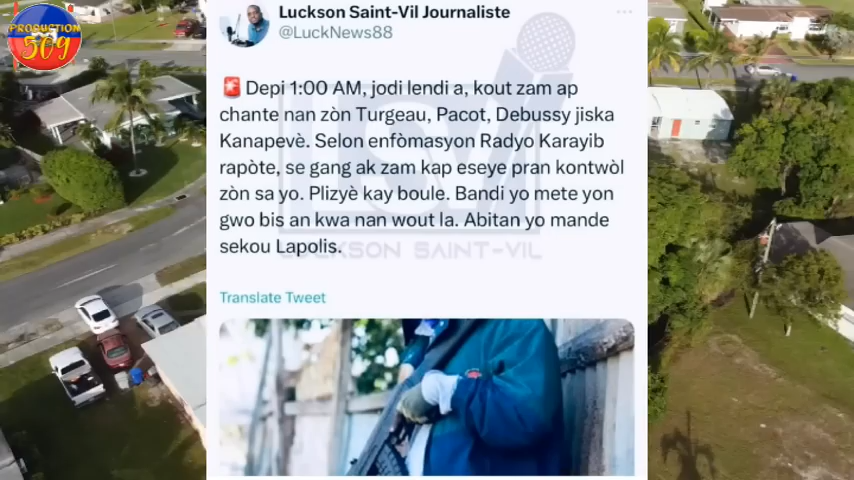 PRODUCTION
509
Luckson Saint-Vil Journaliste
@LuckNews88
Depi 1:00 AM, jodi lendi a, kout zam ap
chante nan zòn Turgeau, Pacot, Debussy jiska
Kanapevè. Selon enfòmasyon Radyo Karayib
rapòte, se gang ak zam kap eseye pran kontwòl
zòn sa yo. Plizyè kay boule. Bandi yo mete yon
gwo bis an kwa nan wout la. Abitan yo mande
sekou Lapolis.
LSV
LUCKSON SAINT-VIL
Translate Tweet